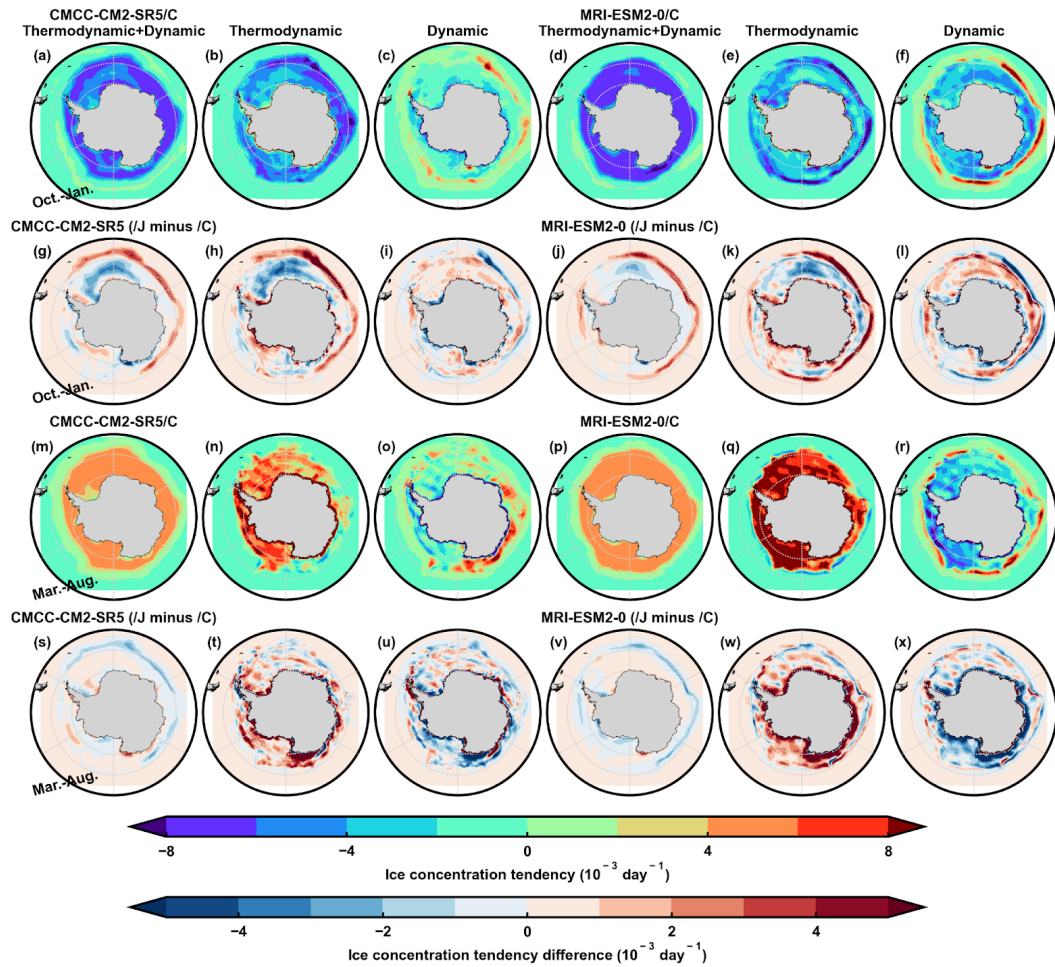 CMCC-CM2-SR5/C MRI-ESM2-0/C
Thermodynamic+Dynamic Thermodynamic Dynamic Thermodynamic+Dynamic Thermodynamic Dynamic
(a) (b) (c) (d) (e) (f)
Oct.-Jan.
CMCC-CM2-SR5 (/J minus /C) MRI-ESM2-0 (/J minus /C)
(g) (h) (i) (j) (k) (l)
Oct.-Jan.
CMCC-CM2-SR5/C MRI-ESM2-0/C
(m) (n) (o) (p) (q) (r)
Mar.-Aug.
CMCC-CM2-SR5 (/J minus /C) MRI-ESM2-0 (/J minus /C)
(s) (t) (u) (v) (w) (x)
Mar.-Aug.
−8 −4 0 4 8
Ice concentration tendency (10⁻³ day⁻¹)
−4 −2 0 2 4
Ice concentration tendency difference (10⁻³ day⁻¹)